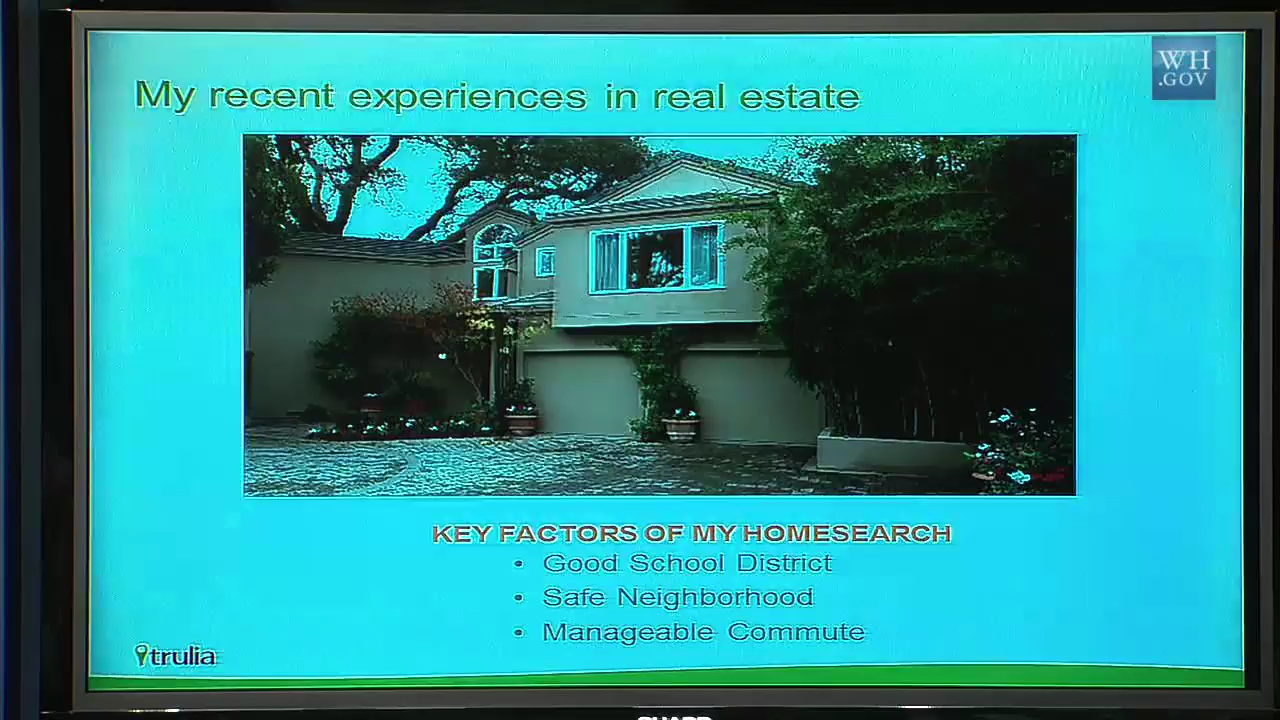 WH
.GOV
My recent experiences in real estate
KEY FACTORS OF MY HOMESEARCH
• Good School District
• Safe Neighborhood
• Manageable Commute
trulia
SHARP